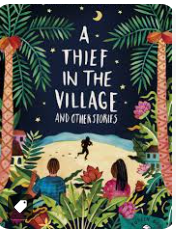 A
THIEF
IN THE
VILLAGE
AND OTHER STORIES